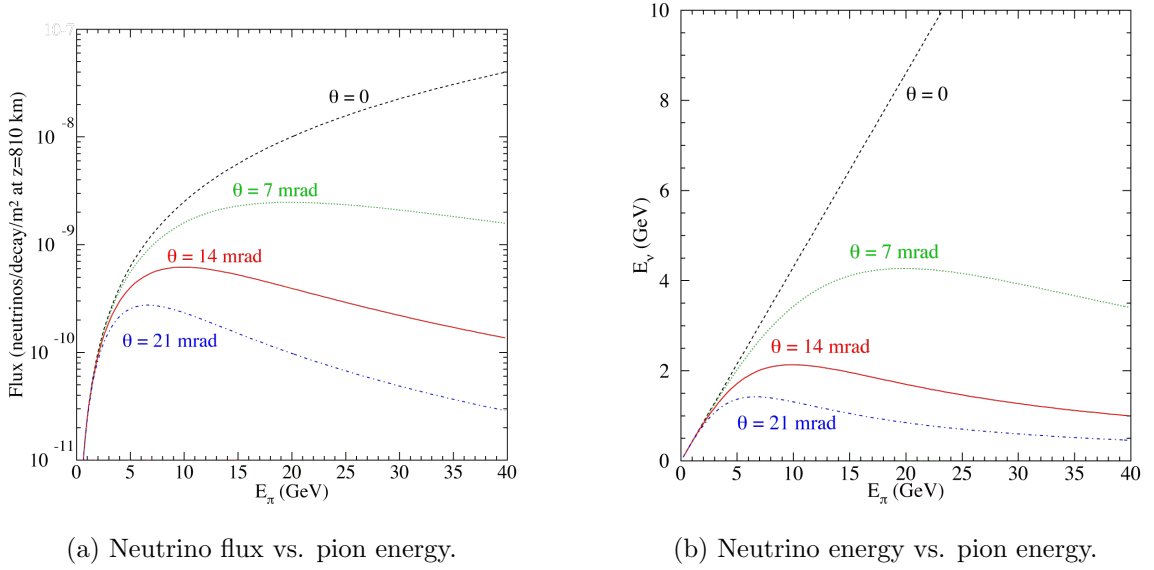 10-7
10 -8
10 -9
10 -10
10 -11
Flux (neutrinos/decay/m² at z=810 km)
θ = 0
θ = 7 mrad
θ = 14 mrad
θ = 21 mrad
0 5 10 15 20 25 30 35 40
E_π (GeV)
(a) Neutrino flux vs. pion energy.
10
8
6
4
2
0
E_ν (GeV)
θ = 0
θ = 7 mrad
θ = 14 mrad
θ = 21 mrad
0 5 10 15 20 25 30 35 40
E_π (GeV)
(b) Neutrino energy vs. pion energy.